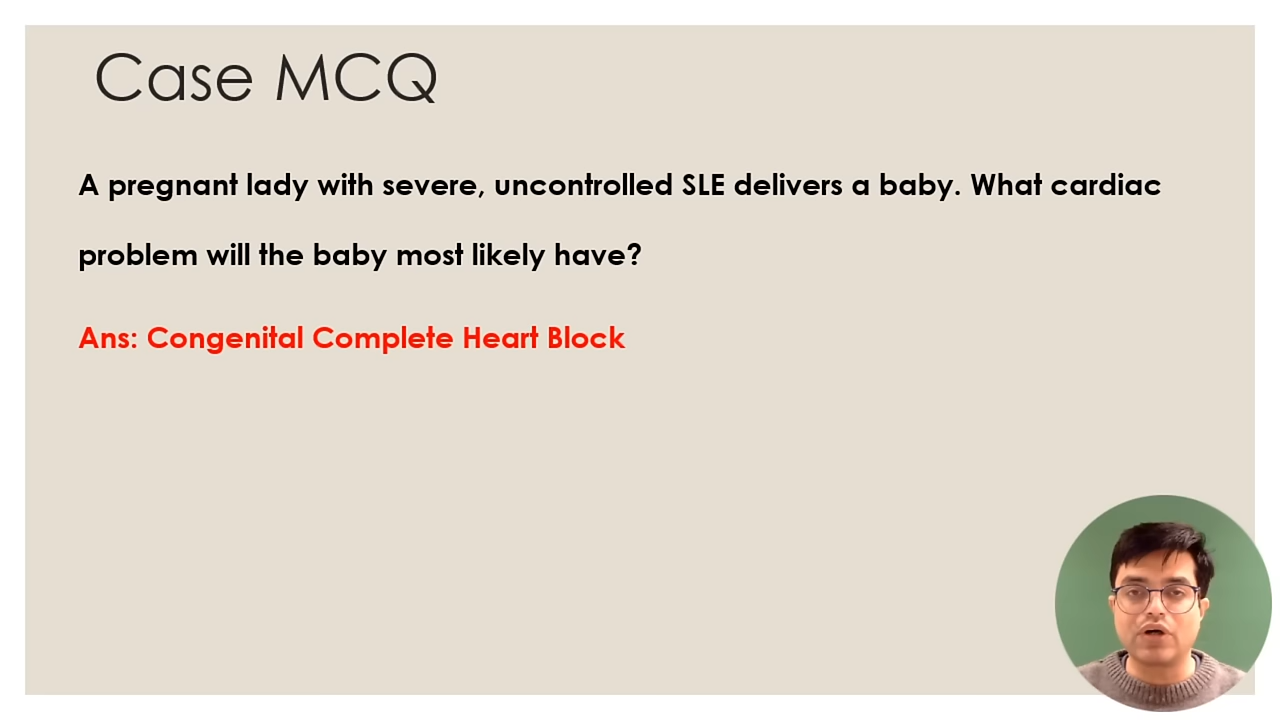 Case MCQ
A pregnant lady with severe, uncontrolled SLE delivers a baby. What cardiac
problem will the baby most likely have?
Ans: Congenital Complete Heart Block